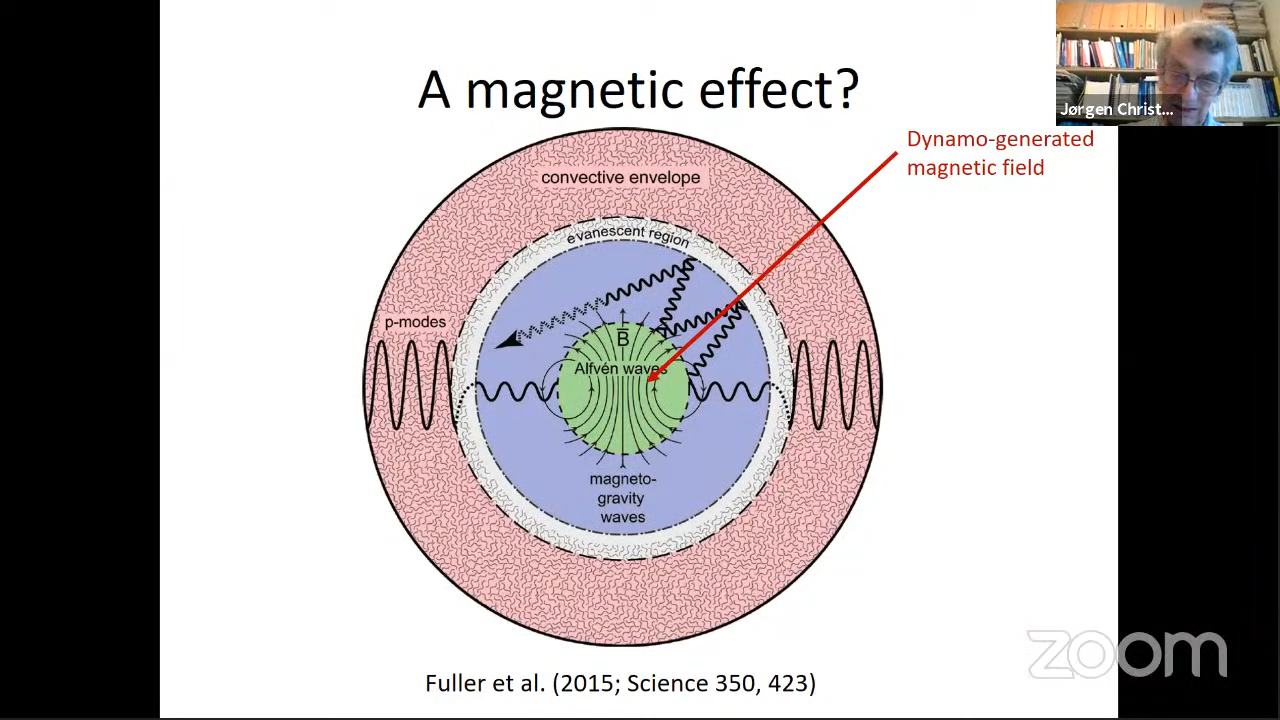 A magnetic effect?
Jørgen Christ...
Dynamo-generated
magnetic field
convective envelope
evanescent region
p-modes
B
Alfvén waves
magneto-
gravity
waves
Fuller et al. (2015; Science 350, 423)
zoom